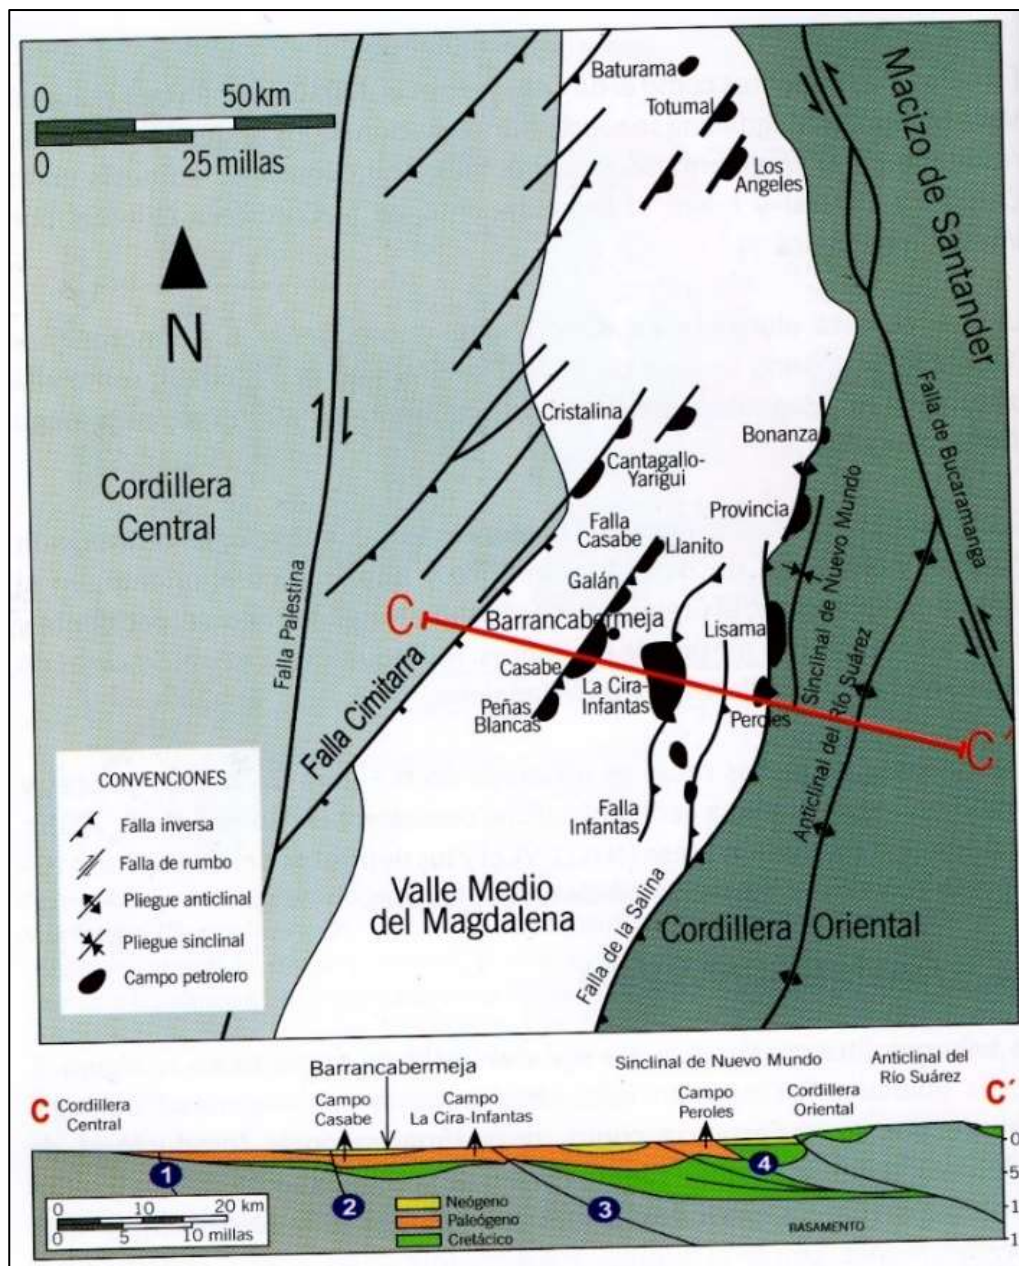 0
50 km
0
25 millas
N
Baturama
Totumal
Los
Angeles
Macizo de Santander
Cristalina
Cantagallo-
Yarigui
Bonanza
Falla de Bucaramanga
Cordillera
Central
Provincia
Falla
Casabe
Llanito
Galán
Sinclinal de Nuevo Mundo
Falla Palestina
C
Barrancabermeja
Lisama
Casabe
La Cira-
Infantas
Peñas
Blancas
Peroles
C´
Falla Cimitarra
Anticlinal del Río Suárez
CONVENCIONES
Falla inversa
Falla de rumbo
Pliegue anticlinal
Pliegue sinclinal
Campo petrolero
Falla
Infantas
Valle Medio
del Magdalena
Falla de la Salina
Cordillera Oriental
C
Cordillera
Central
Barrancabermeja
Campo
Casabe
Campo
La Cira-Infantas
Sinclinal de Nuevo Mundo
Campo
Peroles
Cordillera
Oriental
Anticlinal del
Río Suárez
C´
1
2
3
4
0
5
1
1
0 10 20 km
0 5 10 millas
Neógeno
Paleógeno
Cretácico
BASAMENTO